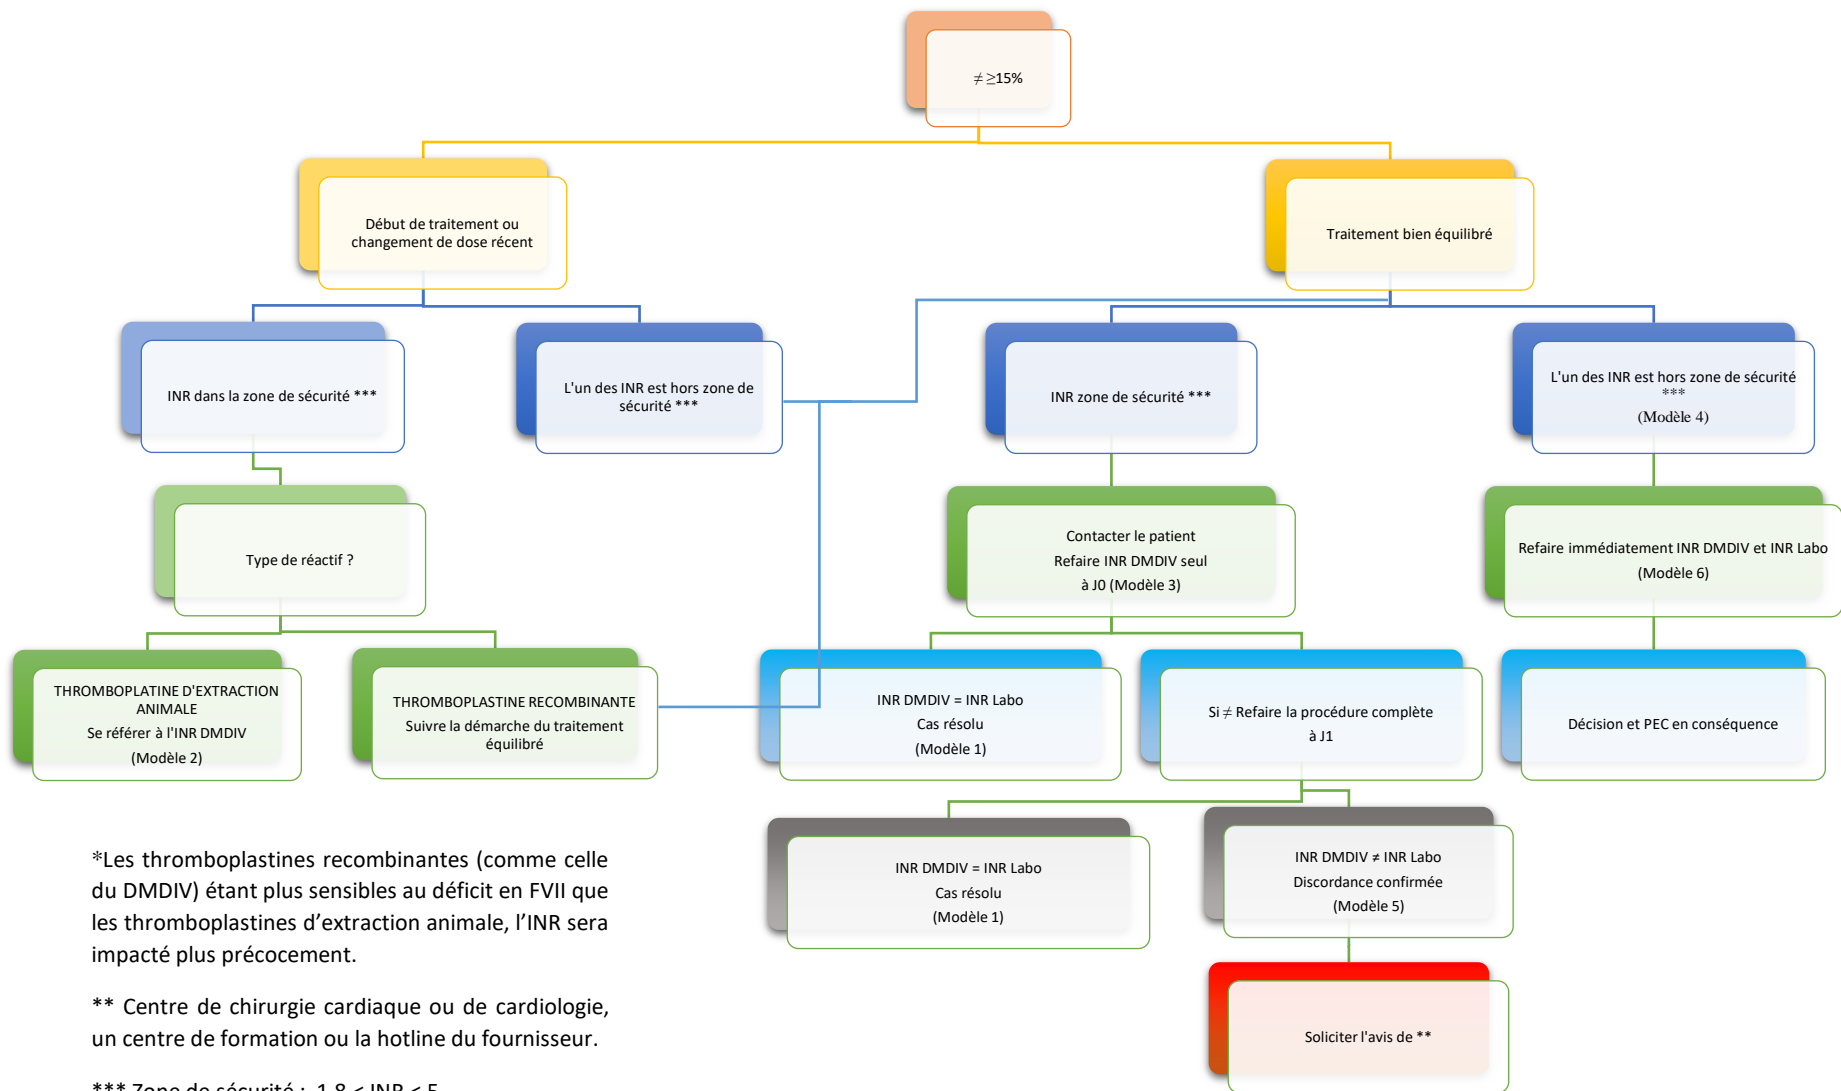 ≠ ≥15%
Début de traitement ou
changement de dose récent
Traitement bien équilibré
INR dans la zone de sécurité ***
L'un des INR est hors zone de
sécurité ***
INR zone de sécurité ***
L'un des INR est hors zone de sécurité
***
(Modèle 4)
Type de réactif ?
Contacter le patient
Refaire INR DMDIV seul
à J0 (Modèle 3)
Refaire immédiatement INR DMDIV et INR Labo
(Modèle 6)
THROMBOPLATINE D'EXTRACTION
ANIMALE
Se référer à l'INR DMDIV
(Modèle 2)
THROMBOPLASTINE RECOMBINANTE
Suivre la démarche du traitement
équilibré
INR DMDIV = INR Labo
Cas résolu
(Modèle 1)
Si ≠ Refaire la procédure complète
à J1
Décision et PEC en conséquence
INR DMDIV = INR Labo
Cas résolu
(Modèle 1)
INR DMDIV ≠ INR Labo
Discordance confirmée
(Modèle 5)
Soliciter l'avis de **
*Les thromboplastines recombinantes (comme celle
du DMDIV) étant plus sensibles au déficit en FVII que
les thromboplastines d'extraction animale, l'INR sera
impacté plus précocement.
** Centre de chirurgie cardiaque ou de cardiologie,
un centre de formation ou la hotline du fournisseur.
*** Zone de sécurité : 1,8 < INR < 5